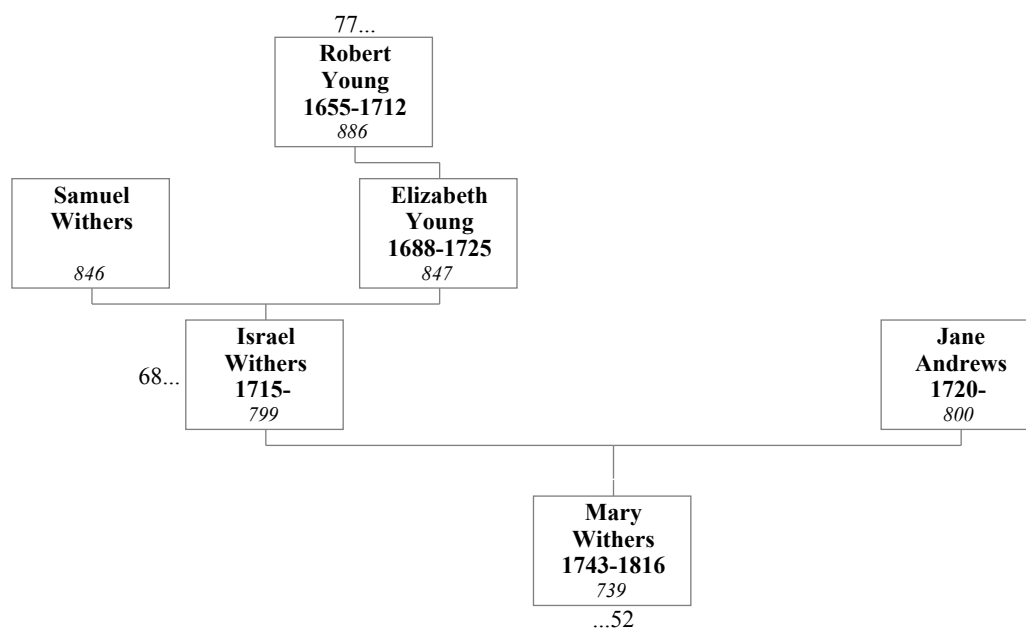 77...
Robert
Young
1655-1712
886
Samuel
Withers
846
Elizabeth
Young
1688-1725
847
68...
Israel
Withers
1715-
799
Jane
Andrews
1720-
800
Mary
Withers
1743-1816
739
...52